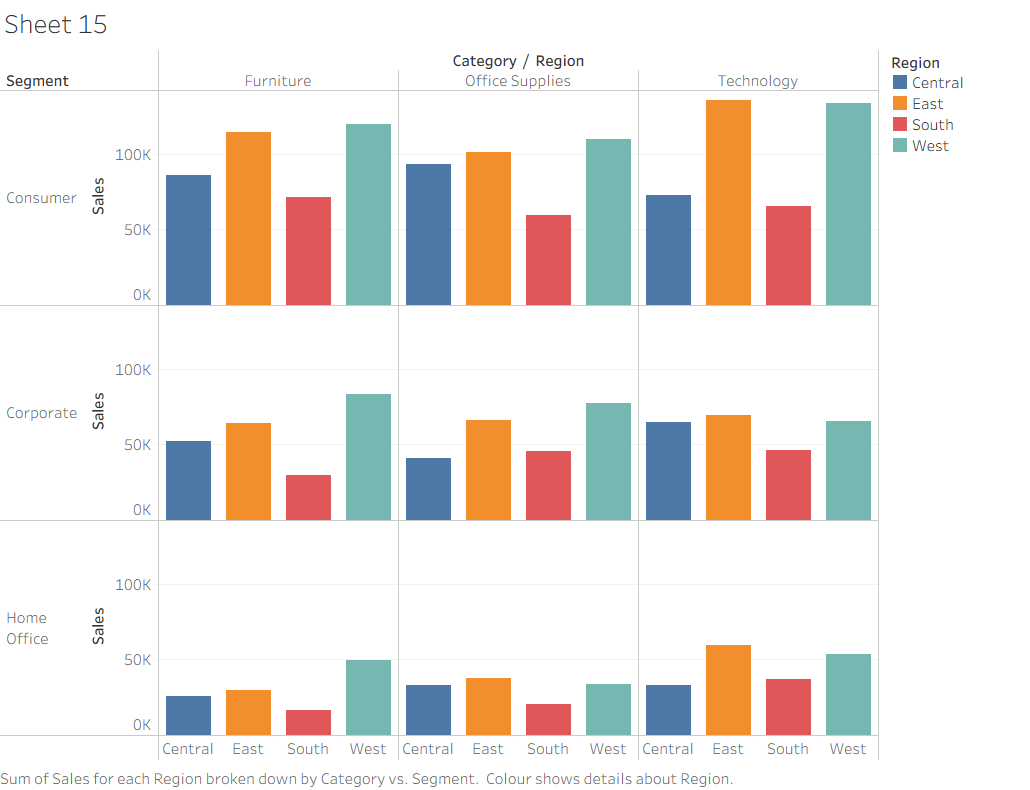 Sheet 15
Category / Region
Segment
Furniture
Office Supplies
Technology
Region
Central
East
South
West
Consumer
Sales
100K
50K
0K
Corporate
Sales
100K
50K
0K
Home
Office
Sales
100K
50K
0K
Central East South West Central East South West Central East South West
Sum of Sales for each Region broken down by Category vs. Segment. Colour shows details about Region.